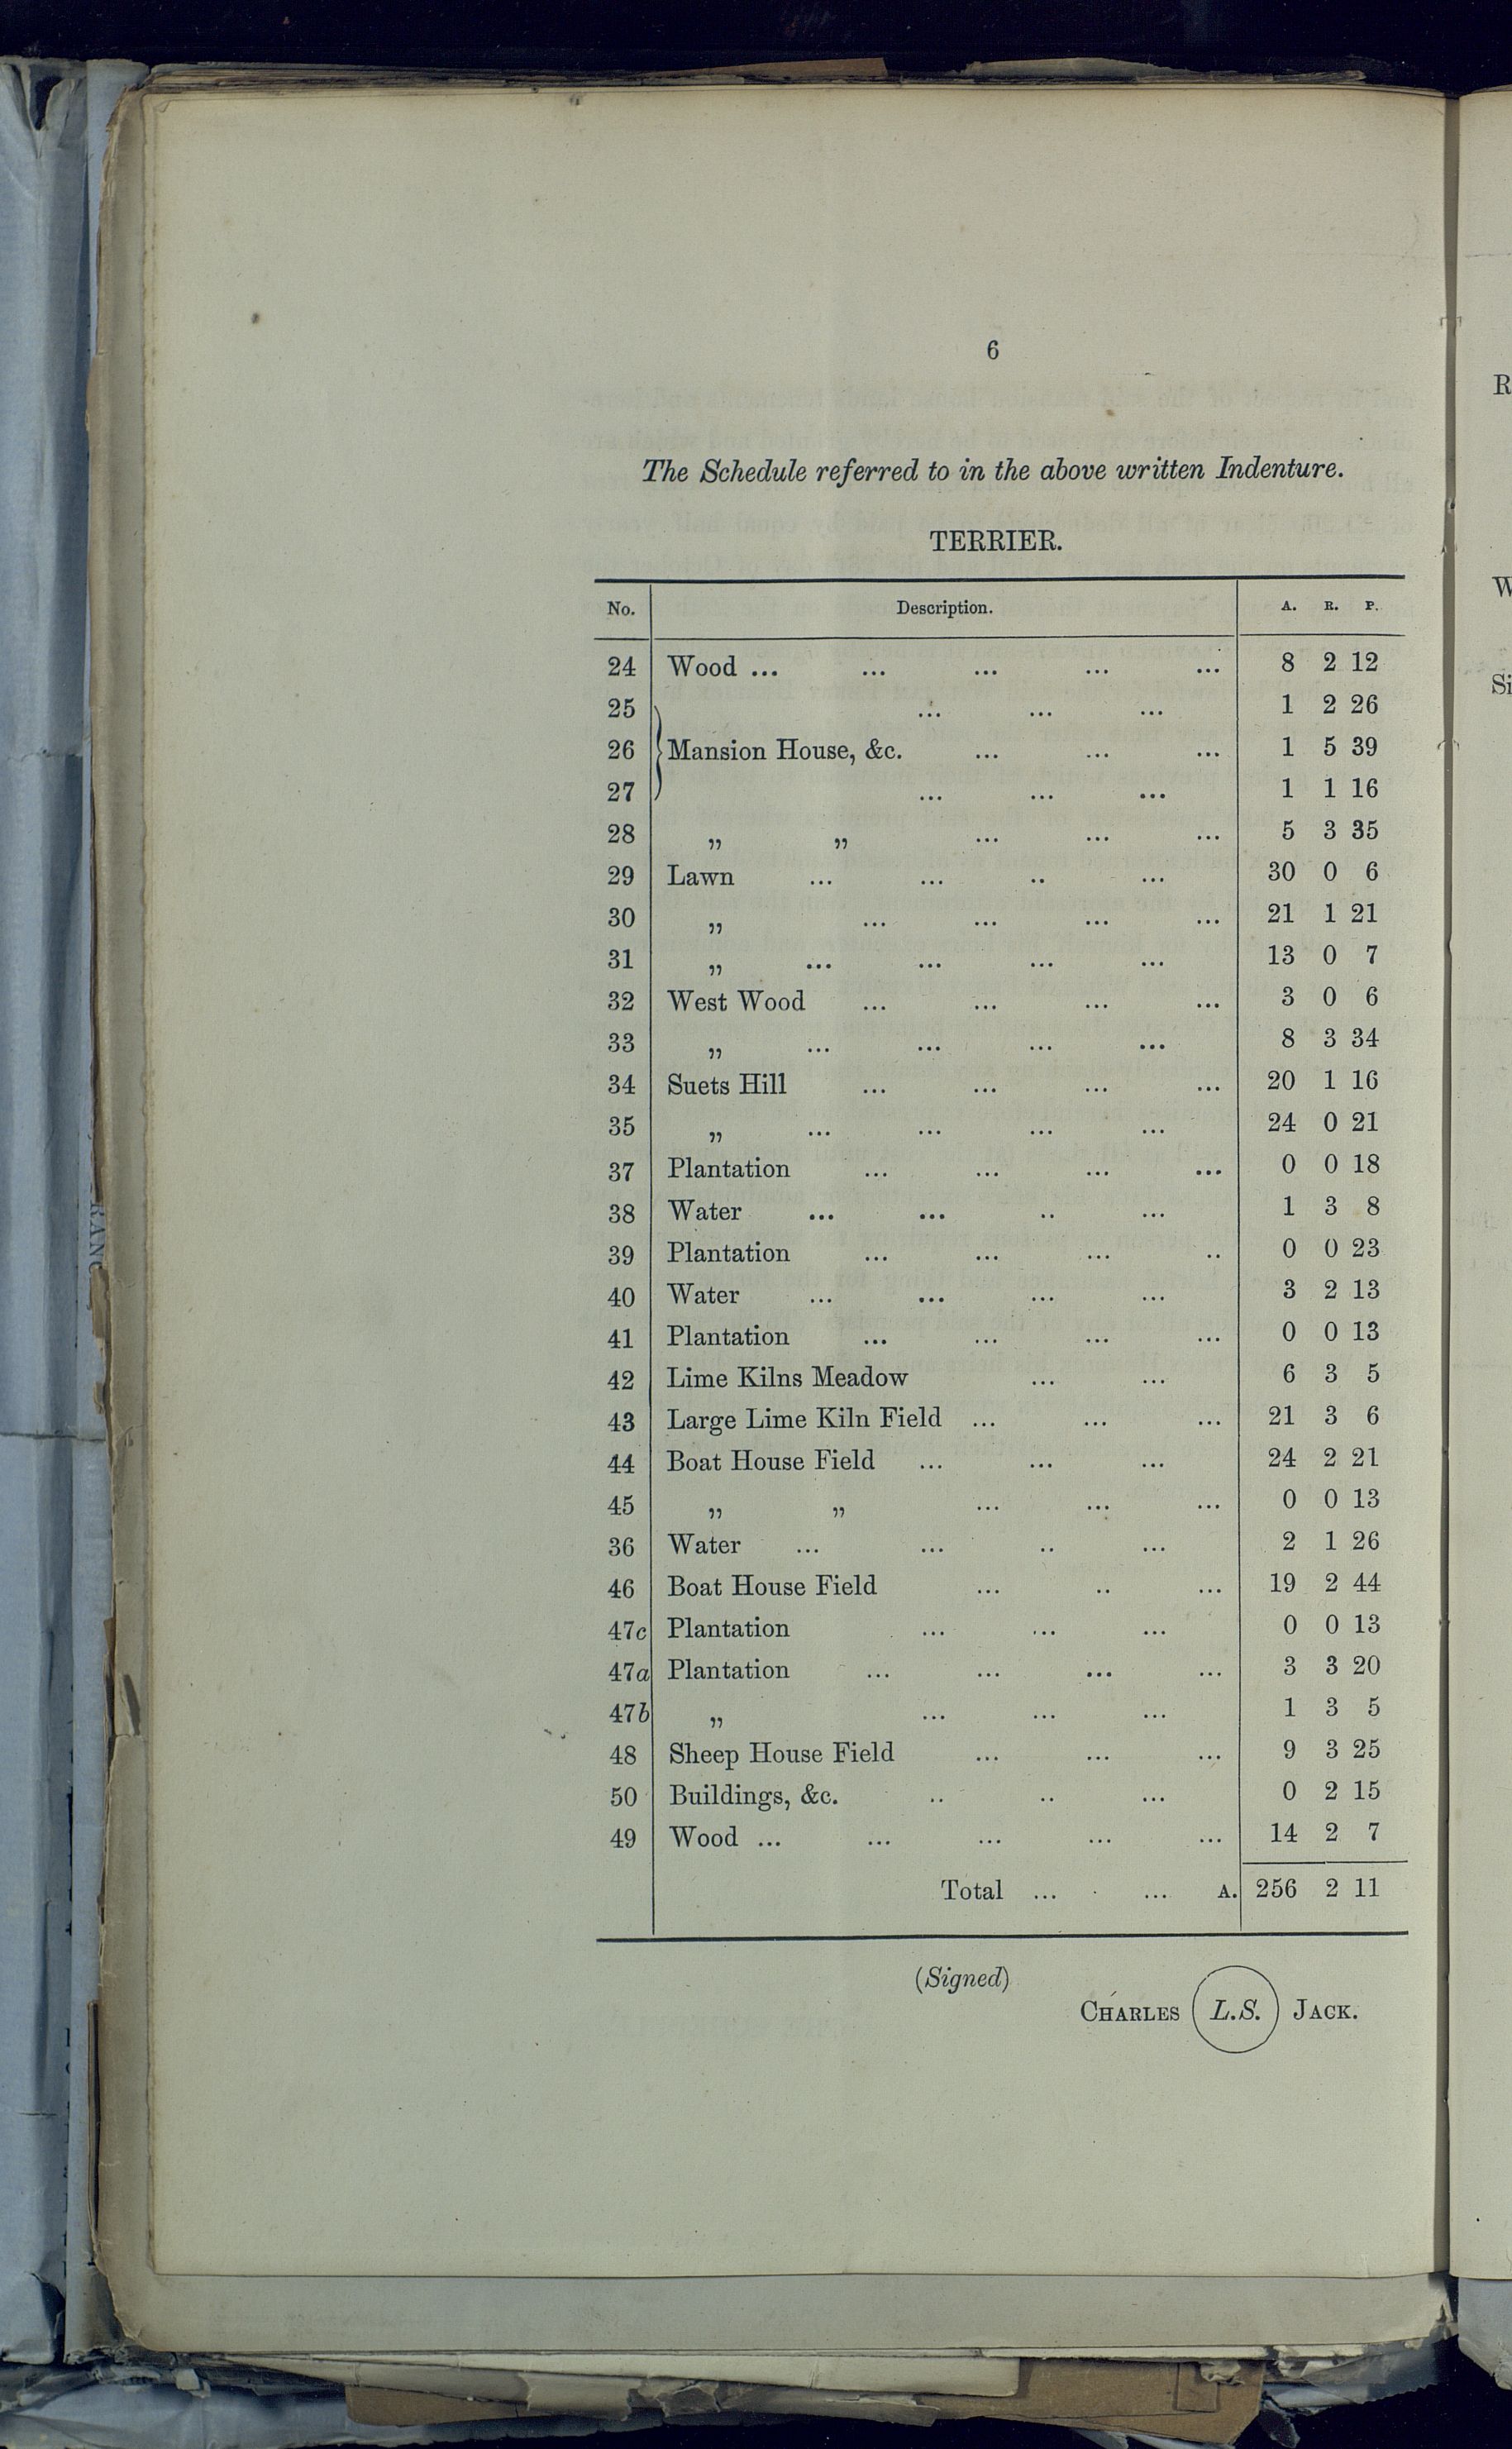 6
The Schedule referred to in the above written Indenture.
TERRIER.
No. Description. A. R. P.
24 Wood ... ... ... ... ... 8 2 12
25 ... ... ... 1 2 26
26 Mansion House, &c. ... ... ... 1 5 39
27 ... ... ... 1 1 16
28 „ „ ... ... ... 5 3 35
29 Lawn ... ... .. ... 30 0 6
30 „ ... ... ... ... 21 1 21
31 „ ... ... ... ... 13 0 7
32 West Wood ... ... ... ... 3 0 6
33 „ ... ... ... ... 8 3 34
34 Suets Hill ... ... ... ... 20 1 16
35 „ ... ... ... ... 24 0 21
37 Plantation ... ... ... ... 0 0 18
38 Water ... ... .. ... 1 3 8
39 Plantation ... ... ... .. 0 0 23
40 Water ... ... ... ... 3 2 13
41 Plantation ... ... ... ... 0 0 13
42 Lime Kilns Meadow ... ... 6 3 5
43 Large Lime Kiln Field ... ... ... 21 3 6
44 Boat House Field ... ... ... 24 2 21
45 „ „ ... ... ... 0 0 13
36 Water ... ... .. ... 2 1 26
46 Boat House Field ... .. ... 19 2 44
47c Plantation ... ... ... 0 0 13
47a Plantation ... ... ... ... 3 3 20
47b „ ... ... ... 1 3 5
48 Sheep House Field ... ... ... 9 3 25
50 Buildings, &c. .. .. ... 0 2 15
49 Wood ... ... ... ... ... 14 2 7
Total ... ... A. 256 2 11
(Signed)
CHARLES L.S. JACK.